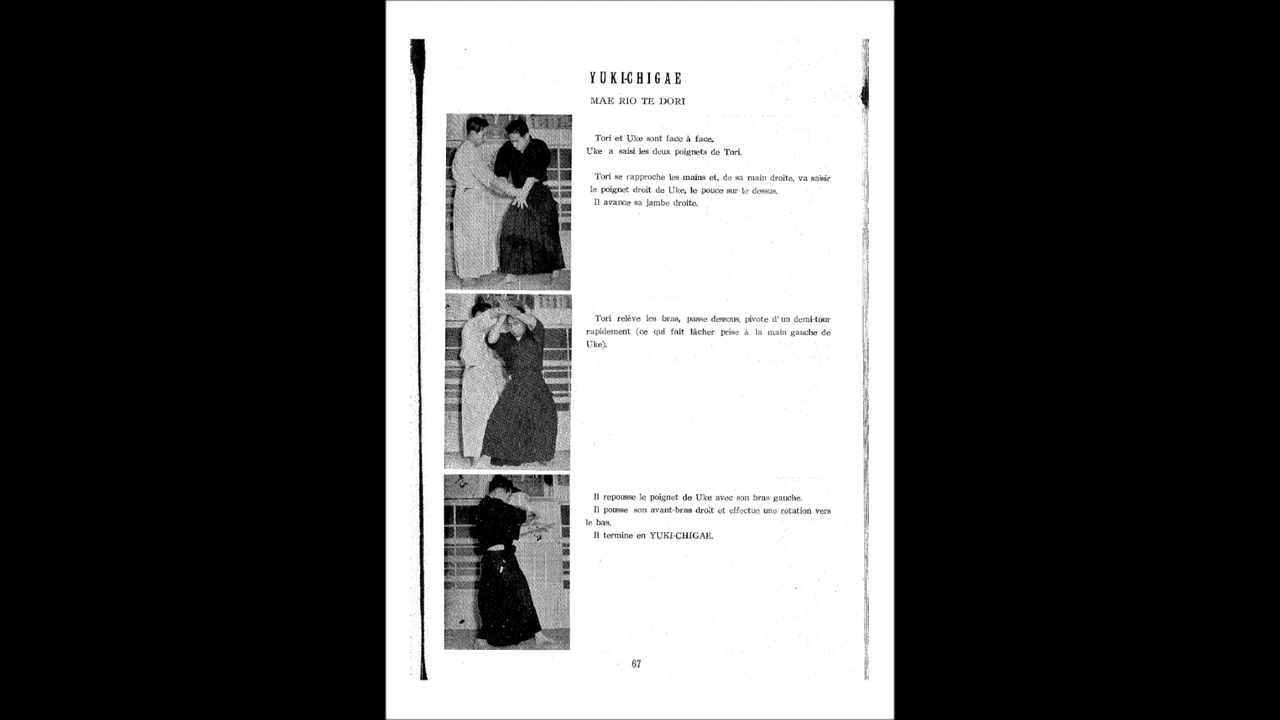 YUKI-CHIGAE
MAE RIO TE DORI
Tori et Uke sont face à face.
Uke a saisi les deux poignets de Tori.
Tori se rapproche les mains et, de sa main droite, va saisir
le poignet droit de Uke, le pouce sur le dessus.
Il avance sa jambe droite.
Tori relève les bras, passe dessous, pivote d'un demi-tour
rapidement (ce qui fait lâcher prise à la main gauche de
Uke).
Il repousse le poignet de Uke avec son bras gauche.
Il pousse son avant-bras droit et effectue une rotation vers
le bas.
Il termine en YUKI-CHIGAE.
67